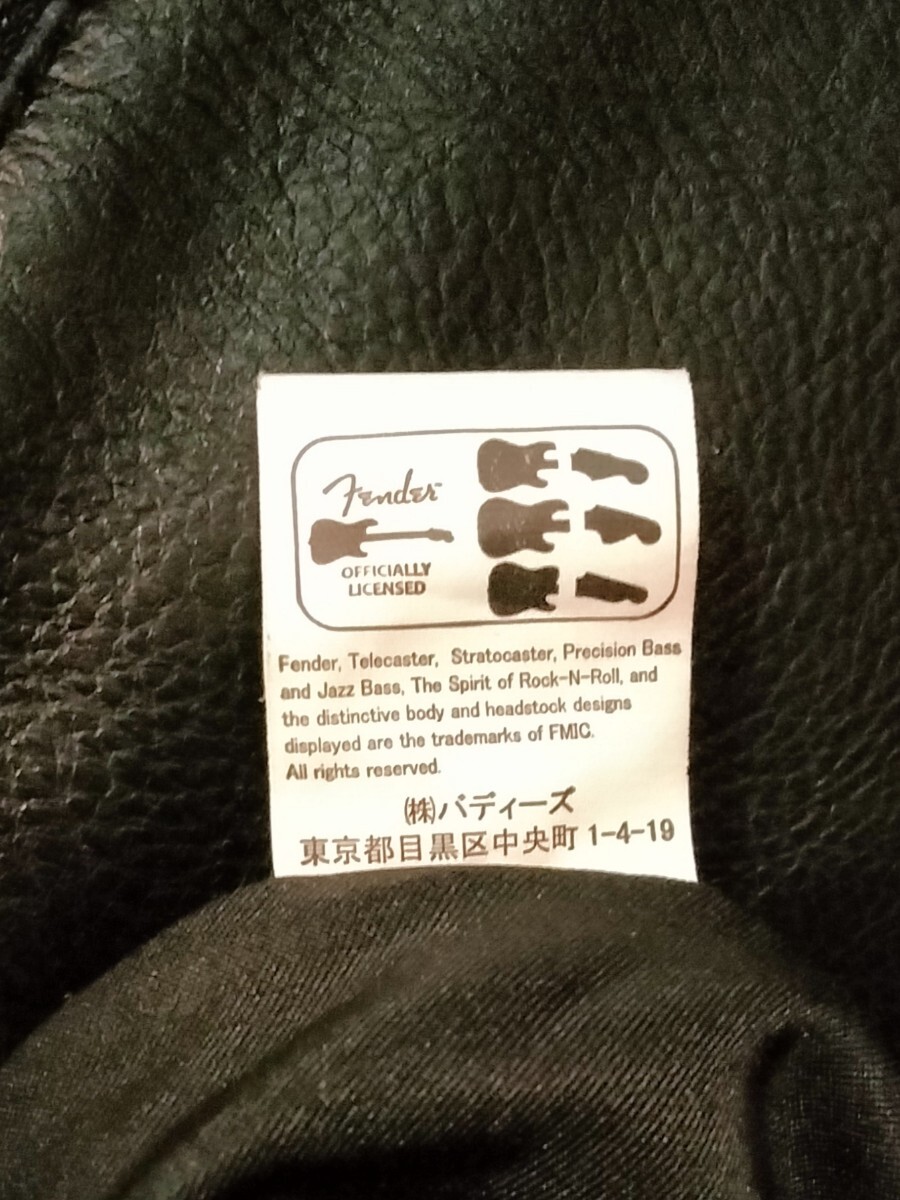 Fender
OFFICIALLY
LICENSED
Fender, Telecaster, Stratocaster, Precision Bass
and Jazz Bass, The Spirit of Rock-N-Roll, and
the distinctive body and headstock designs
displayed are the trademarks of FMIC.
All rights reserved.
㈱バディーズ
東京都目黒区中央町1-4-19